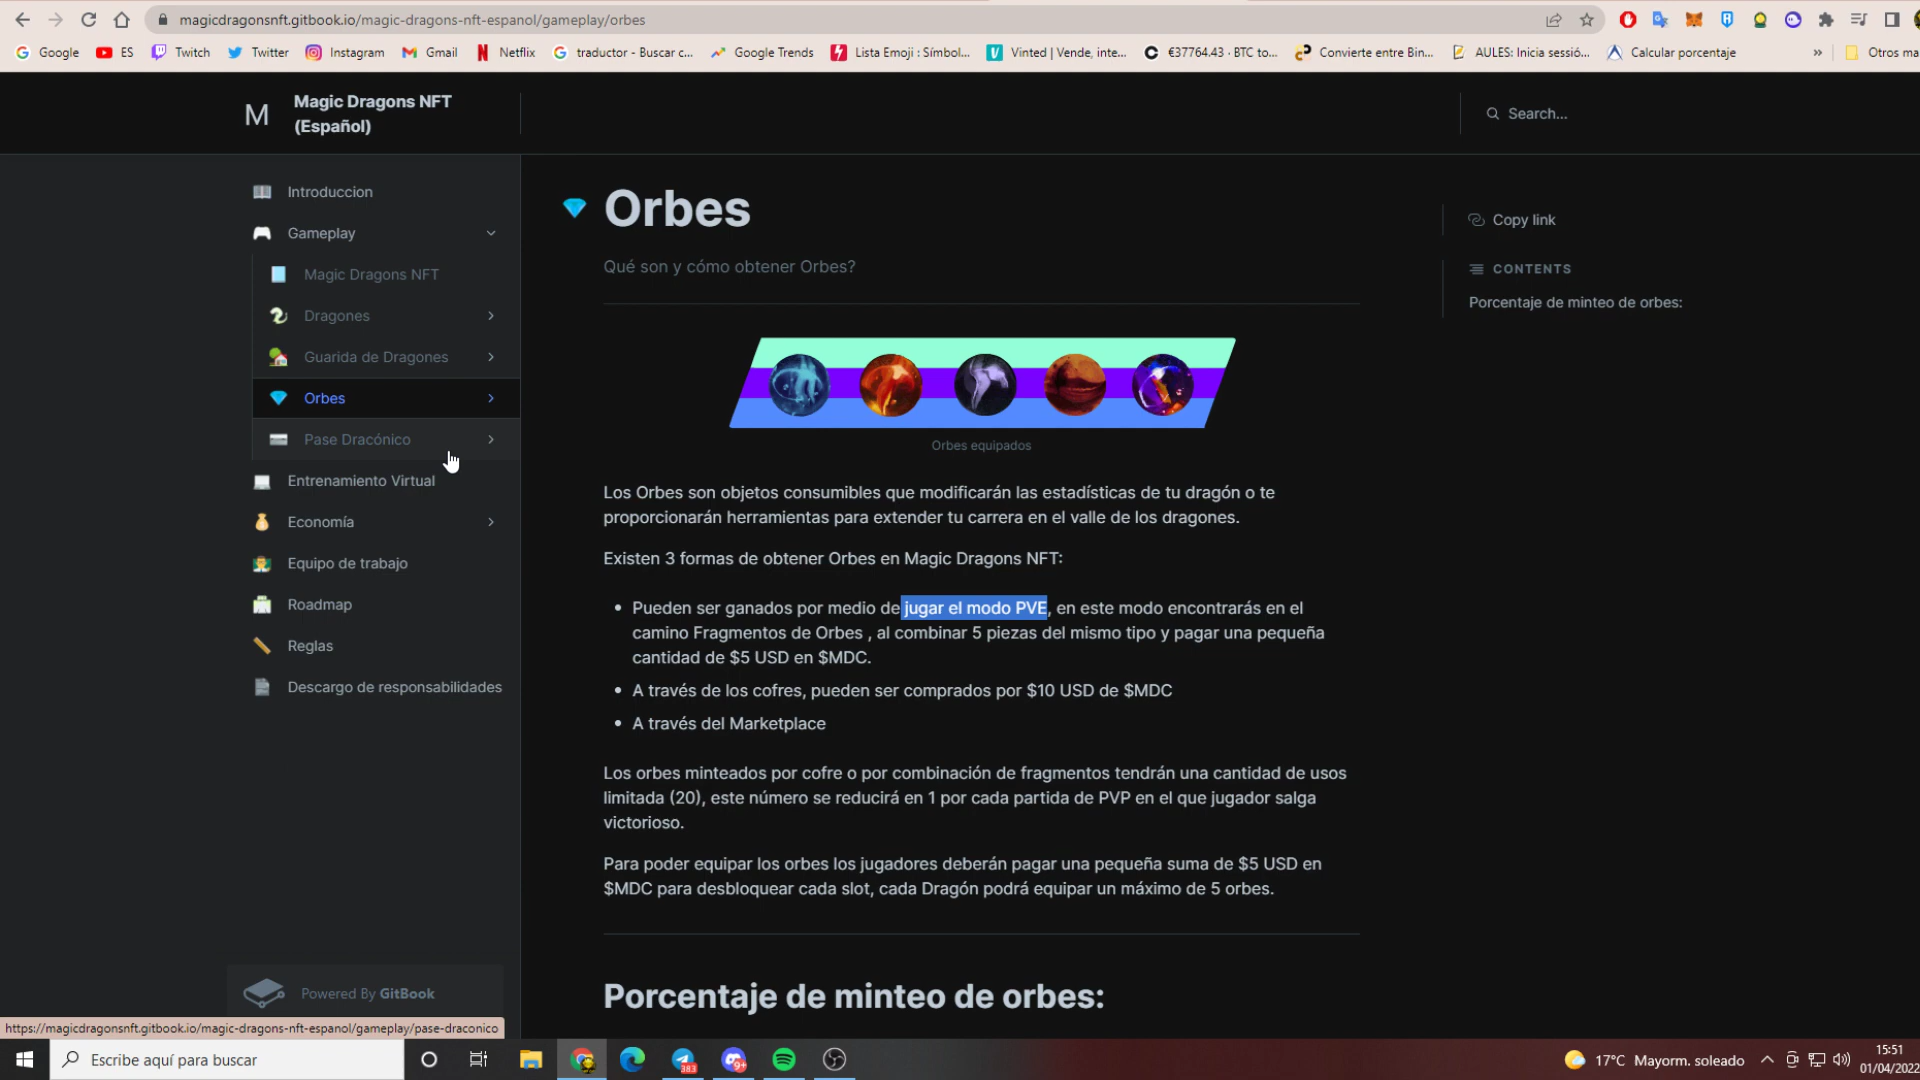 magicdragonsnft.gitbook.io/magic-dragons-nft-espanol/gameplay/orbes
Google
ES
Twitch
Twitter
Instagram
Gmail
Netflix
traductor - Buscar c...
Google Trends
Lista Emoji : Símbol...
Vinted | Vende, inte...
€37764.43 · BTC to...
Convierte entre Bin...
AULES: Inicia sessió...
Calcular porcentaje
»
Otros ma
M
Magic Dragons NFT
(Español)
Search...
Introduccion
Gameplay
Magic Dragons NFT
Dragones
Guarida de Dragones
Orbes
Pase Dracónico
Entrenamiento Virtual
Economía
Equipo de trabajo
Roadmap
Reglas
Descargo de responsabilidades
Powered By GitBook
Orbes
Qué son y cómo obtener Orbes?
Orbes equipados
Los Orbes son objetos consumibles que modificarán las estadísticas de tu dragón o te
proporcionarán herramientas para extender tu carrera en el valle de los dragones.
Existen 3 formas de obtener Orbes en Magic Dragons NFT:
• Pueden ser ganados por medio de jugar el modo PVE, en este modo encontrarás en el
camino Fragmentos de Orbes , al combinar 5 piezas del mismo tipo y pagar una pequeña
cantidad de $5 USD en $MDC.
• A través de los cofres, pueden ser comprados por $10 USD de $MDC
• A través del Marketplace
Los orbes minteados por cofre o por combinación de fragmentos tendrán una cantidad de usos
limitada (20), este número se reducirá en 1 por cada partida de PVP en el que jugador salga
victorioso.
Para poder equipar los orbes los jugadores deberán pagar una pequeña suma de $5 USD en
$MDC para desbloquear cada slot, cada Dragón podrá equipar un máximo de 5 orbes.
Porcentaje de minteo de orbes:
Copy link
CONTENTS
Porcentaje de minteo de orbes:
https://magicdragonsnft.gitbook.io/magic-dragons-nft-espanol/gameplay/pase-draconico
Escribe aquí para buscar
383
9+
17°C Mayorm. soleado
15:51
01/04/2022